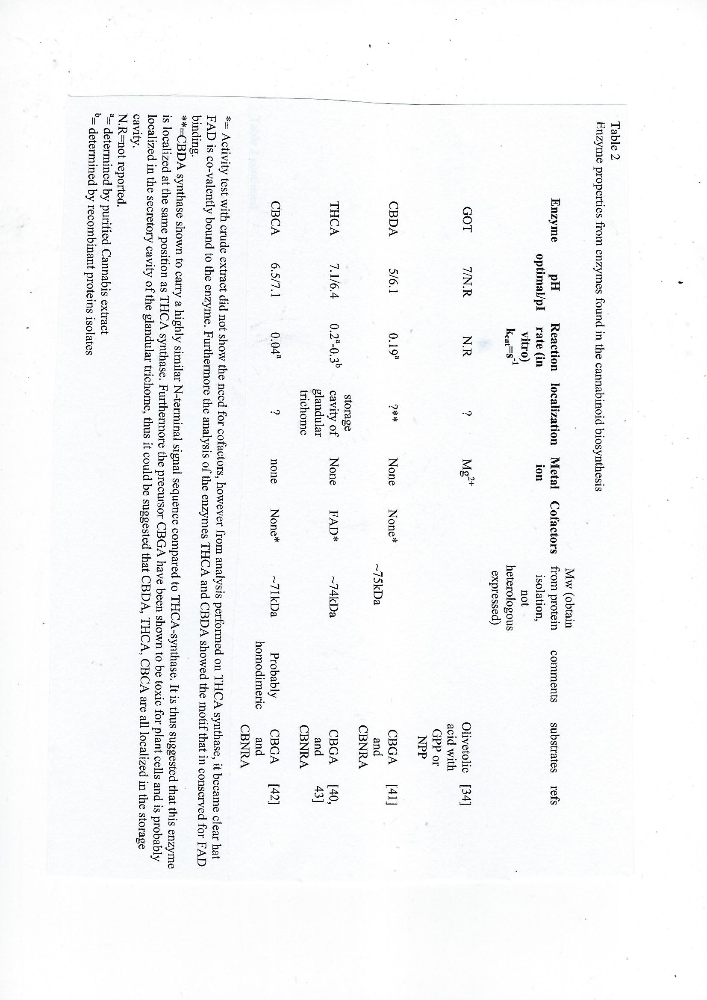 Table 2
Enzyme properties from enzymes found in the cannabinoid biosynthesis
Enzyme
pH
optimal/pI
Reaction
rate (in
vitro)
kcat=s-1
localization
Metal
ion
Cofactors
Mw (obtain
from protein
isolation,
not
heterologous
expressed)
comments
substrates
refs
GOT
7/N.R
N.R
?
Mg2+
Olivetolic
acid with
GPP or
NPP
[34]
CBDA
5/6.1
0.19a
?**
None
None*
~75kDa
CBGA
and
CBNRA
[41]
THCA
7.1/6.4
0.2a-0.3b
storage
cavity of
glandular
trichome
None
FAD*
~74kDa
CBGA
and
CBNRA
[40,
43]
CBCA
6.5/7.1
0.04a
?
none
None*
~71kDa
Probably
homodimeric
CBGA
and
CBNRA
[42]
*= Activity test with crude extract did not show the need for cofactors, however from analysis performed on THCA synthase, it became clear hat
FAD is co-valently bound to the enzyme. Furthermore the analysis of the enzymes THCA and CBDA showed the motif that in conserved for FAD
binding.
**=CBDA synthase shown to carry a highly similar N-terminal signal sequence compared to THCA-synthase. It is thus suggested that this enzyme
is localized at the same position as THCA synthase. Furthermore the precursor CBGA have been shown to be toxic for plant cells and is probably
localized in the secretory cavity of the glandular trichome, thus it could be suggested that CBDA, THCA, CBCA are all localized in the storage
cavity.
N.R=not reported.
a= determined by purified Cannabis extract
b= determined by recombinant proteins isolates